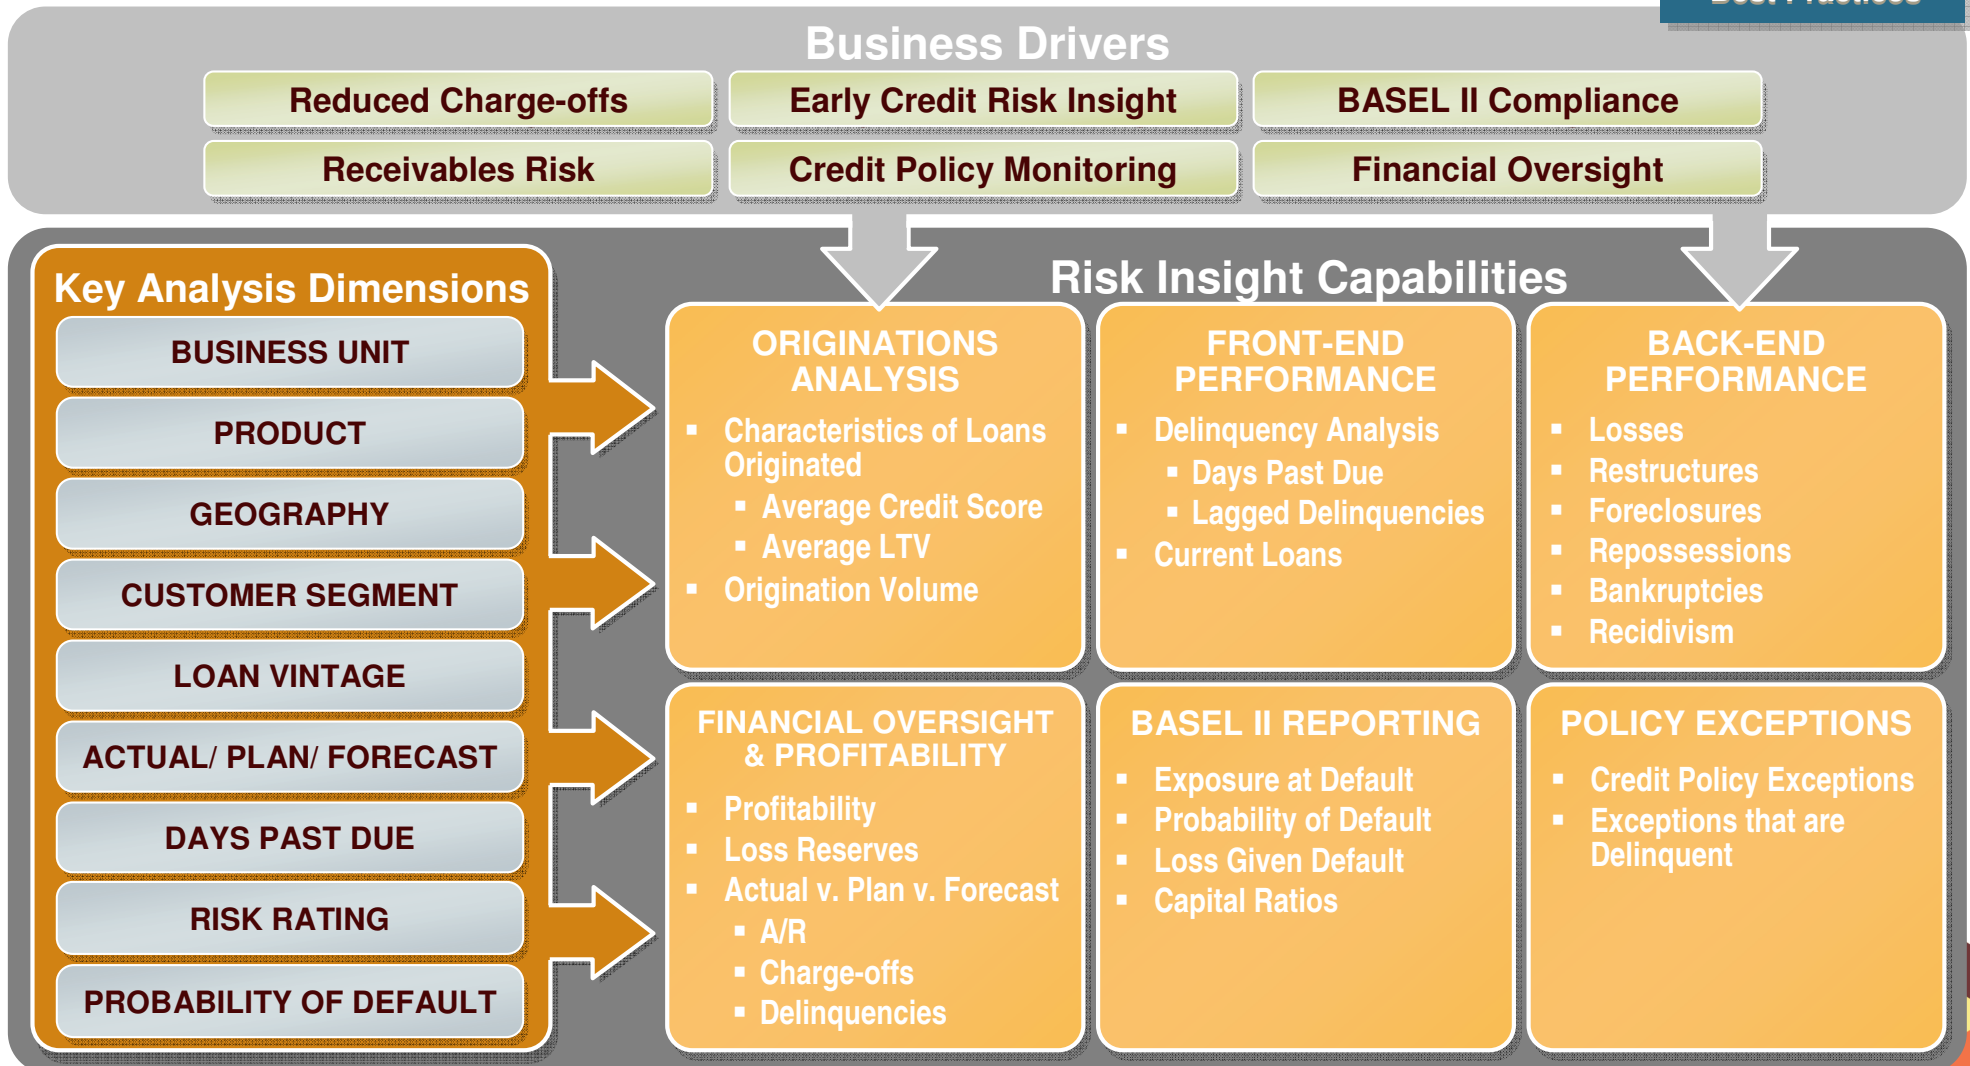 Best Practices
Business Drivers
Reduced Charge-offs
Early Credit Risk Insight
BASEL II Compliance
Receivables Risk
Credit Policy Monitoring
Financial Oversight
Key Analysis Dimensions
BUSINESS UNIT
PRODUCT
GEOGRAPHY
CUSTOMER SEGMENT
LOAN VINTAGE
ACTUAL/ PLAN/ FORECAST
DAYS PAST DUE
RISK RATING
PROBABILITY OF DEFAULT
Risk Insight Capabilities
ORIGINATIONS
ANALYSIS
▪ Characteristics of Loans
Originated
▪ Average Credit Score
▪ Average LTV
▪ Origination Volume
FRONT-END
PERFORMANCE
▪ Delinquency Analysis
▪ Days Past Due
▪ Lagged Delinquencies
▪ Current Loans
BACK-END
PERFORMANCE
▪ Losses
▪ Restructures
▪ Foreclosures
▪ Repossessions
▪ Bankruptcies
▪ Recidivism
FINANCIAL OVERSIGHT
& PROFITABILITY
▪ Profitability
▪ Loss Reserves
▪ Actual v. Plan v. Forecast
▪ A/R
▪ Charge-offs
▪ Delinquencies
BASEL II REPORTING
▪ Exposure at Default
▪ Probability of Default
▪ Loss Given Default
▪ Capital Ratios
POLICY EXCEPTIONS
▪ Credit Policy Exceptions
▪ Exceptions that are
Delinquent